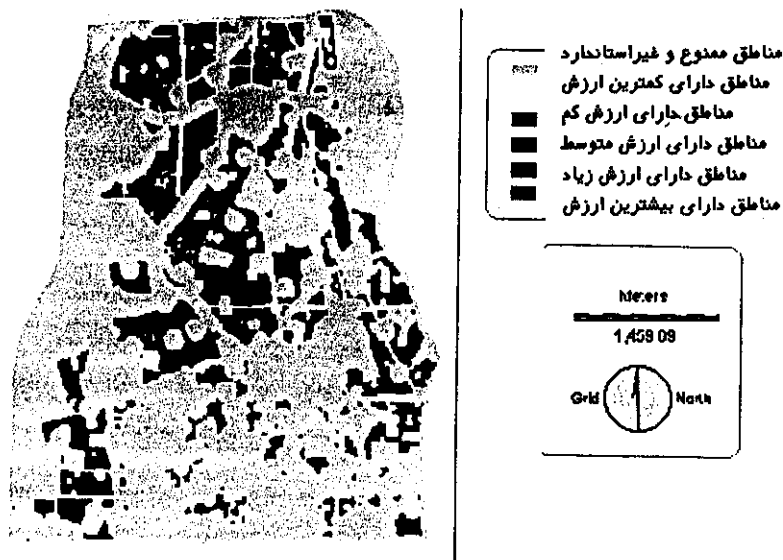 مناطق ممنوع و غیراستاندارد
مناطق دارای کمترین ارزش
مناطق دارای ارزش کم
مناطق دارای ارزش متوسط
مناطق دارای ارزش زیاد
مناطق دارای بیشترین ارزش
Meters
1,459.09
Grid North